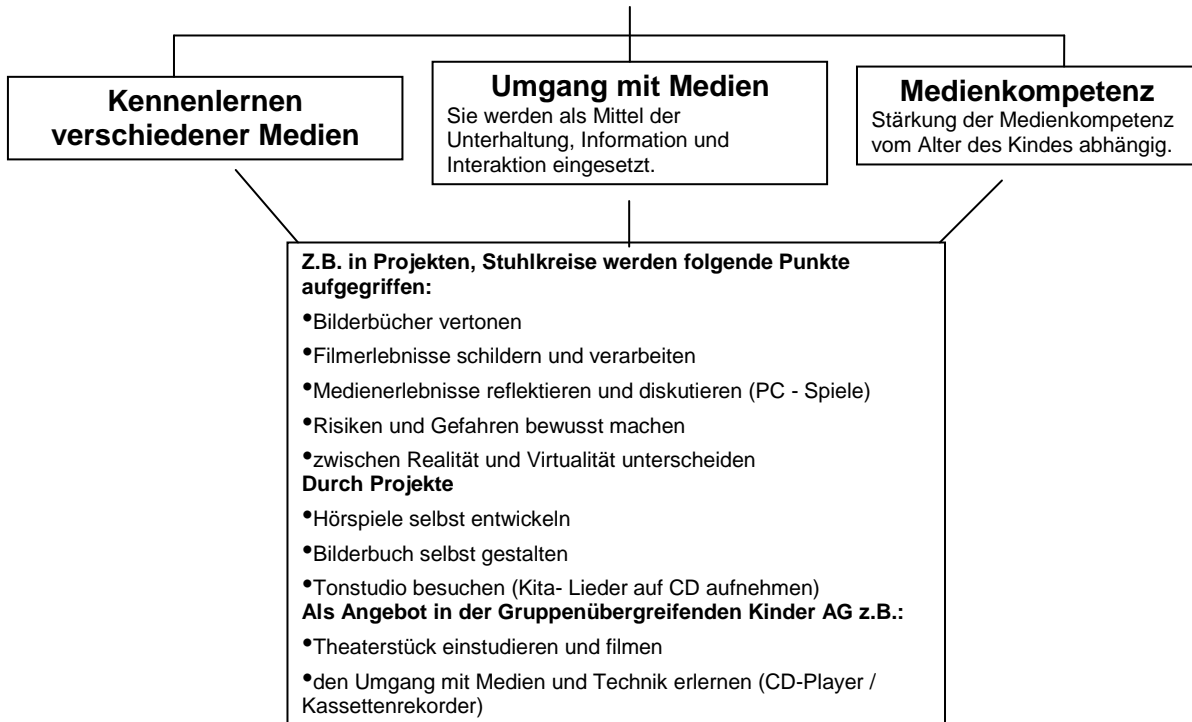 Kennenlernen
verschiedener Medien
Umgang mit Medien
Sie werden als Mittel der
Unterhaltung, Information und
Interaktion eingesetzt.
Medienkompetenz
Stärkung der Medienkompetenz
vom Alter des Kindes abhängig.
Z.B. in Projekten, Stuhlkreise werden folgende Punkte
aufgegriffen:
•Bilderbücher vertonen
•Filmerlebnisse schildern und verarbeiten
•Medienerlebnisse reflektieren und diskutieren (PC - Spiele)
•Risiken und Gefahren bewusst machen
•zwischen Realität und Virtualität unterscheiden
Durch Projekte
•Hörspiele selbst entwickeln
•Bilderbuch selbst gestalten
•Tonstudio besuchen (Kita- Lieder auf CD aufnehmen)
Als Angebot in der Gruppenübergreifenden Kinder AG z.B.:
•Theaterstück einstudieren und filmen
•den Umgang mit Medien und Technik erlernen (CD-Player /
Kassettenrekorder)